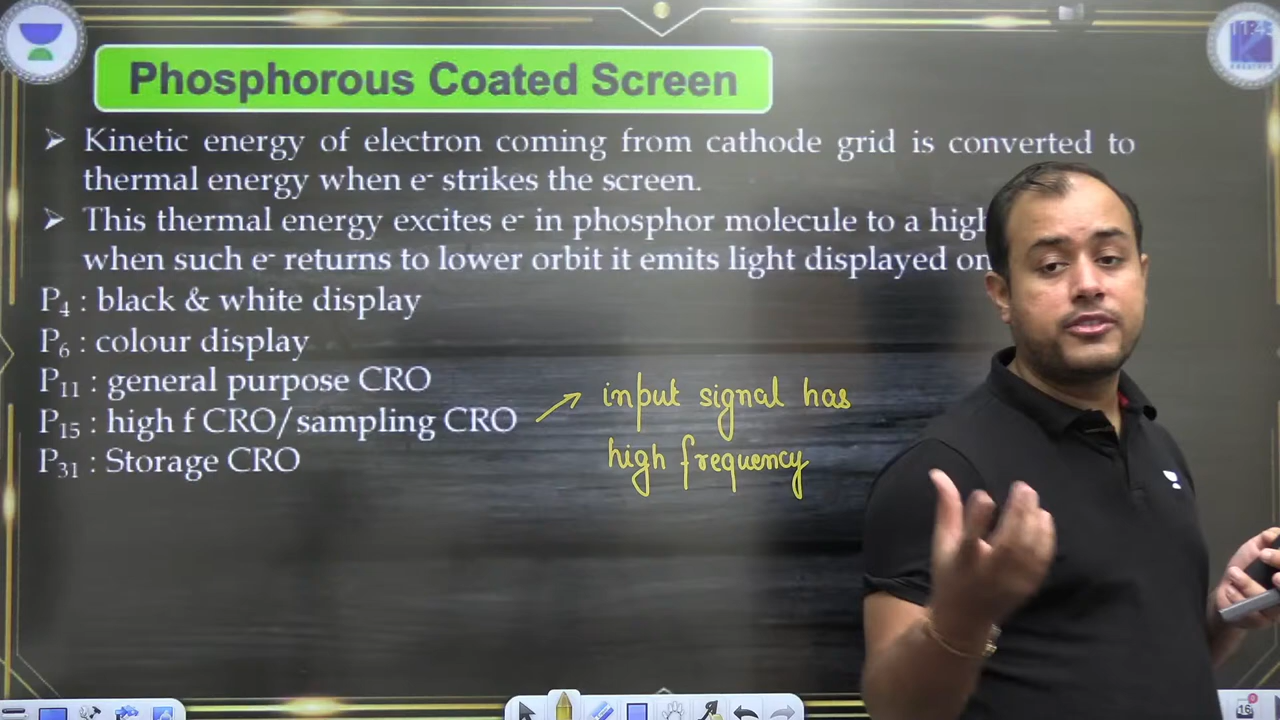 Phosphorous Coated Screen
➢ Kinetic energy of electron coming from cathode grid is converted to
thermal energy when e⁻ strikes the screen.
➢ This thermal energy excites e⁻ in phosphor molecule to a high
when such e⁻ returns to lower orbit it emits light displayed on
P₄ : black & white display
P₆ : colour display
P₁₁ : general purpose CRO
P₁₅ : high f CRO/sampling CRO → input signal has
high frequency
P₃₁ : Storage CRO
16